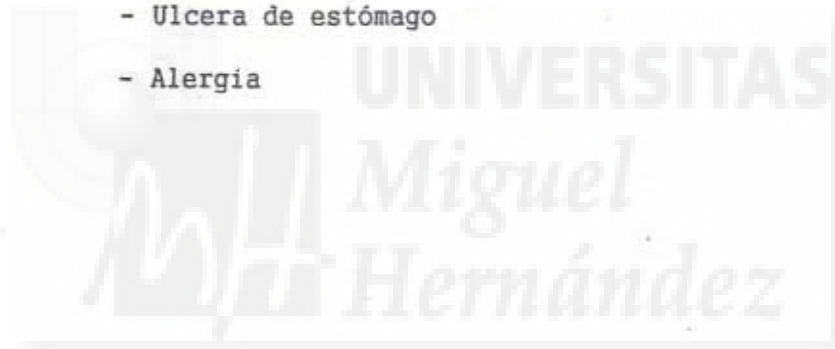 - Ulcera de estómago
- Alergia
UNIVERSITAS
Miguel
Hernández